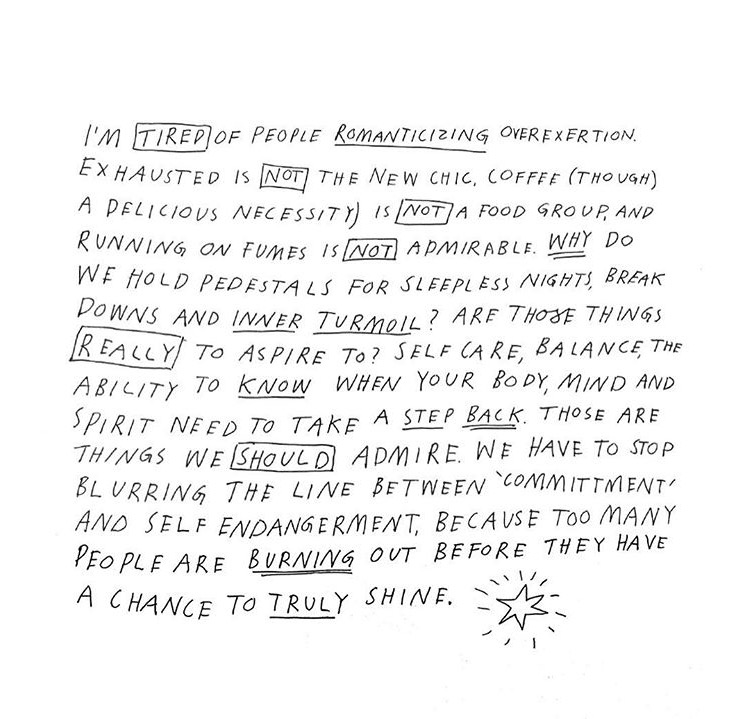 I'M TIRED OF PEOPLE ROMANTICIZING OVEREXERTION.
EXHAUSTED IS NOT THE NEW CHIC, COFFEE (THOUGH)
A DELICIOUS NECESSITY) IS NOT A FOOD GROUP, AND
RUNNING ON FUMES IS NOT ADMIRABLE. WHY DO
WE HOLD PEDESTALS FOR SLEEPLESS NIGHTS, BREAK
DOWNS AND INNER TURMOIL? ARE THOSE THINGS
REALLY TO ASPIRE TO? SELF CARE, BALANCE, THE
ABILITY TO KNOW WHEN YOUR BODY, MIND AND
SPIRIT NEED TO TAKE A STEP BACK. THOSE ARE
THINGS WE SHOULD ADMIRE. WE HAVE TO STOP
BLURRING THE LINE BETWEEN 'COMMITTMENT'
AND SELF ENDANGERMENT, BECAUSE TOO MANY
PEOPLE ARE BURNING OUT BEFORE THEY HAVE
A CHANCE TO TRULY SHINE.